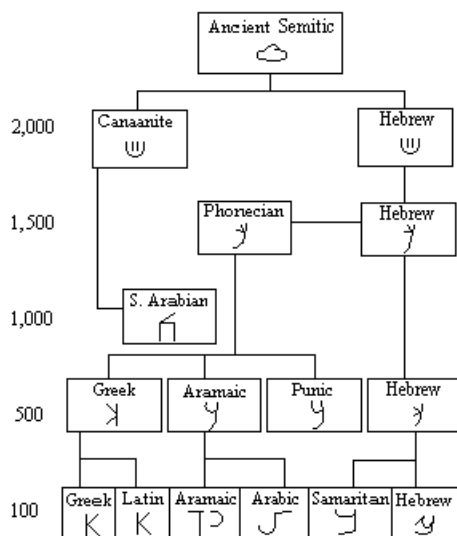 Ancient Semitic
2,000
Canaanite
Hebrew
1,500
Phonecian
Hebrew
1,000
S. Arabian
500
Greek
Aramaic
Punic
Hebrew
100
Greek
Latin
Aramaic
Arabic
Samaritan
Hebrew